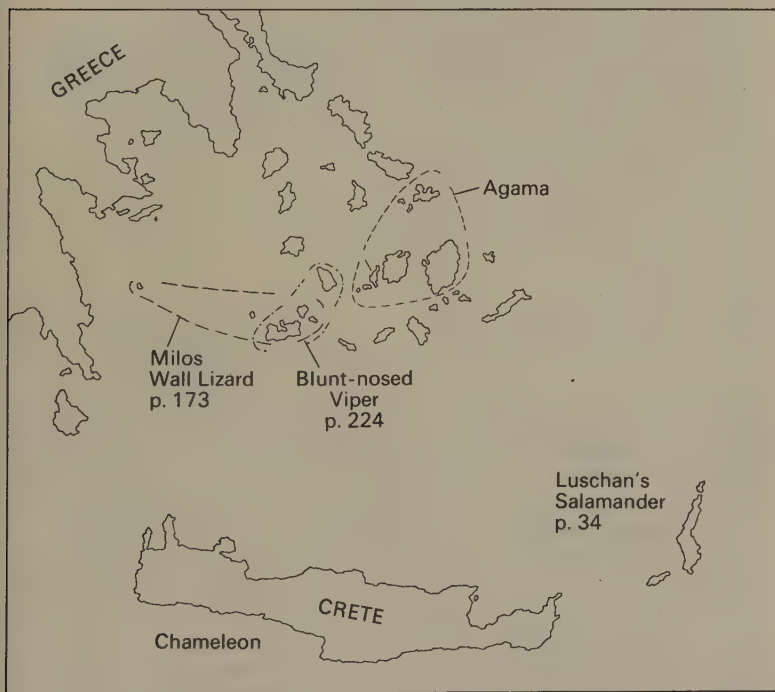 GREECE
Agama
Milos
Wall Lizard
p. 173
Blunt-nosed
Viper
p. 224
Luschan's
Salamander
p. 34
CRETE
Chameleon